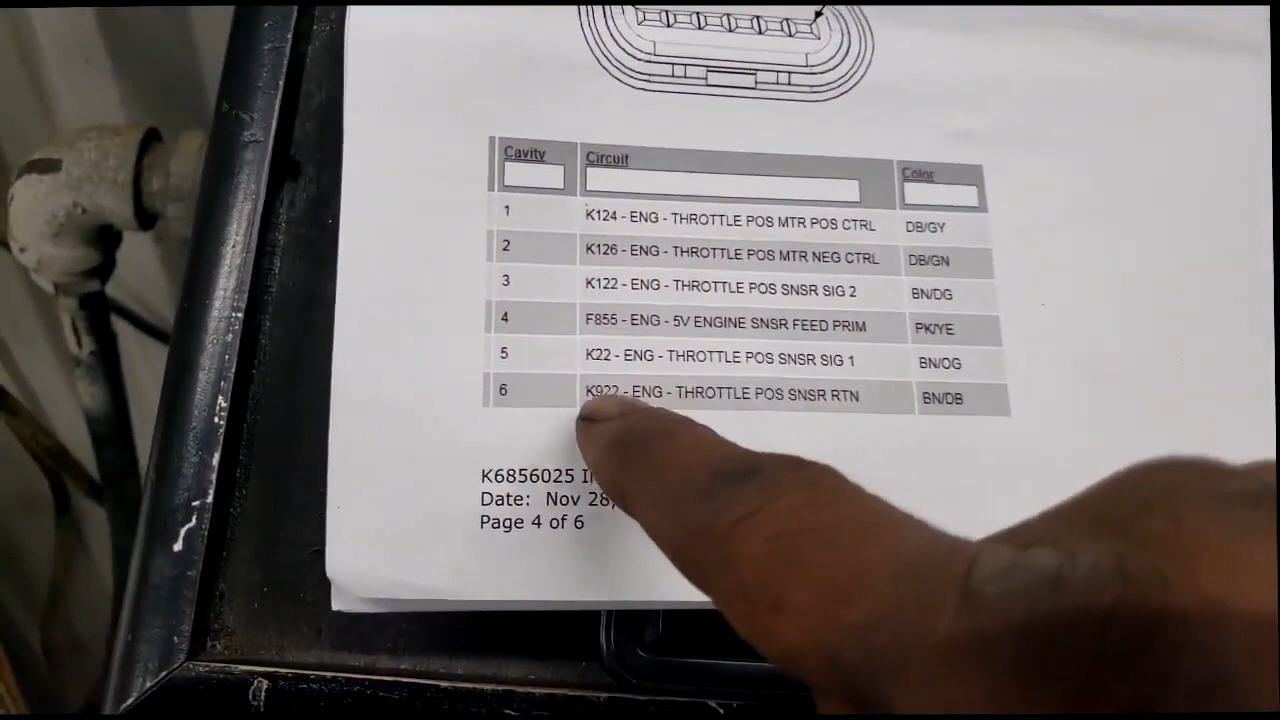 Cavity Circuit Color
1 K124 - ENG - THROTTLE POS MTR POS CTRL DB/GY
2 K126 - ENG - THROTTLE POS MTR NEG CTRL DB/GN
3 K122 - ENG - THROTTLE POS SNSR SIG 2 BN/DG
4 F855 - ENG - 5V ENGINE SNSR FEED PRIM PK/YE
5 K22 - ENG - THROTTLE POS SNSR SIG 1 BN/OG
6 K922 - ENG - THROTTLE POS SNSR RTN BN/DB
K6856025
Date: Nov 28,
Page 4 of 6